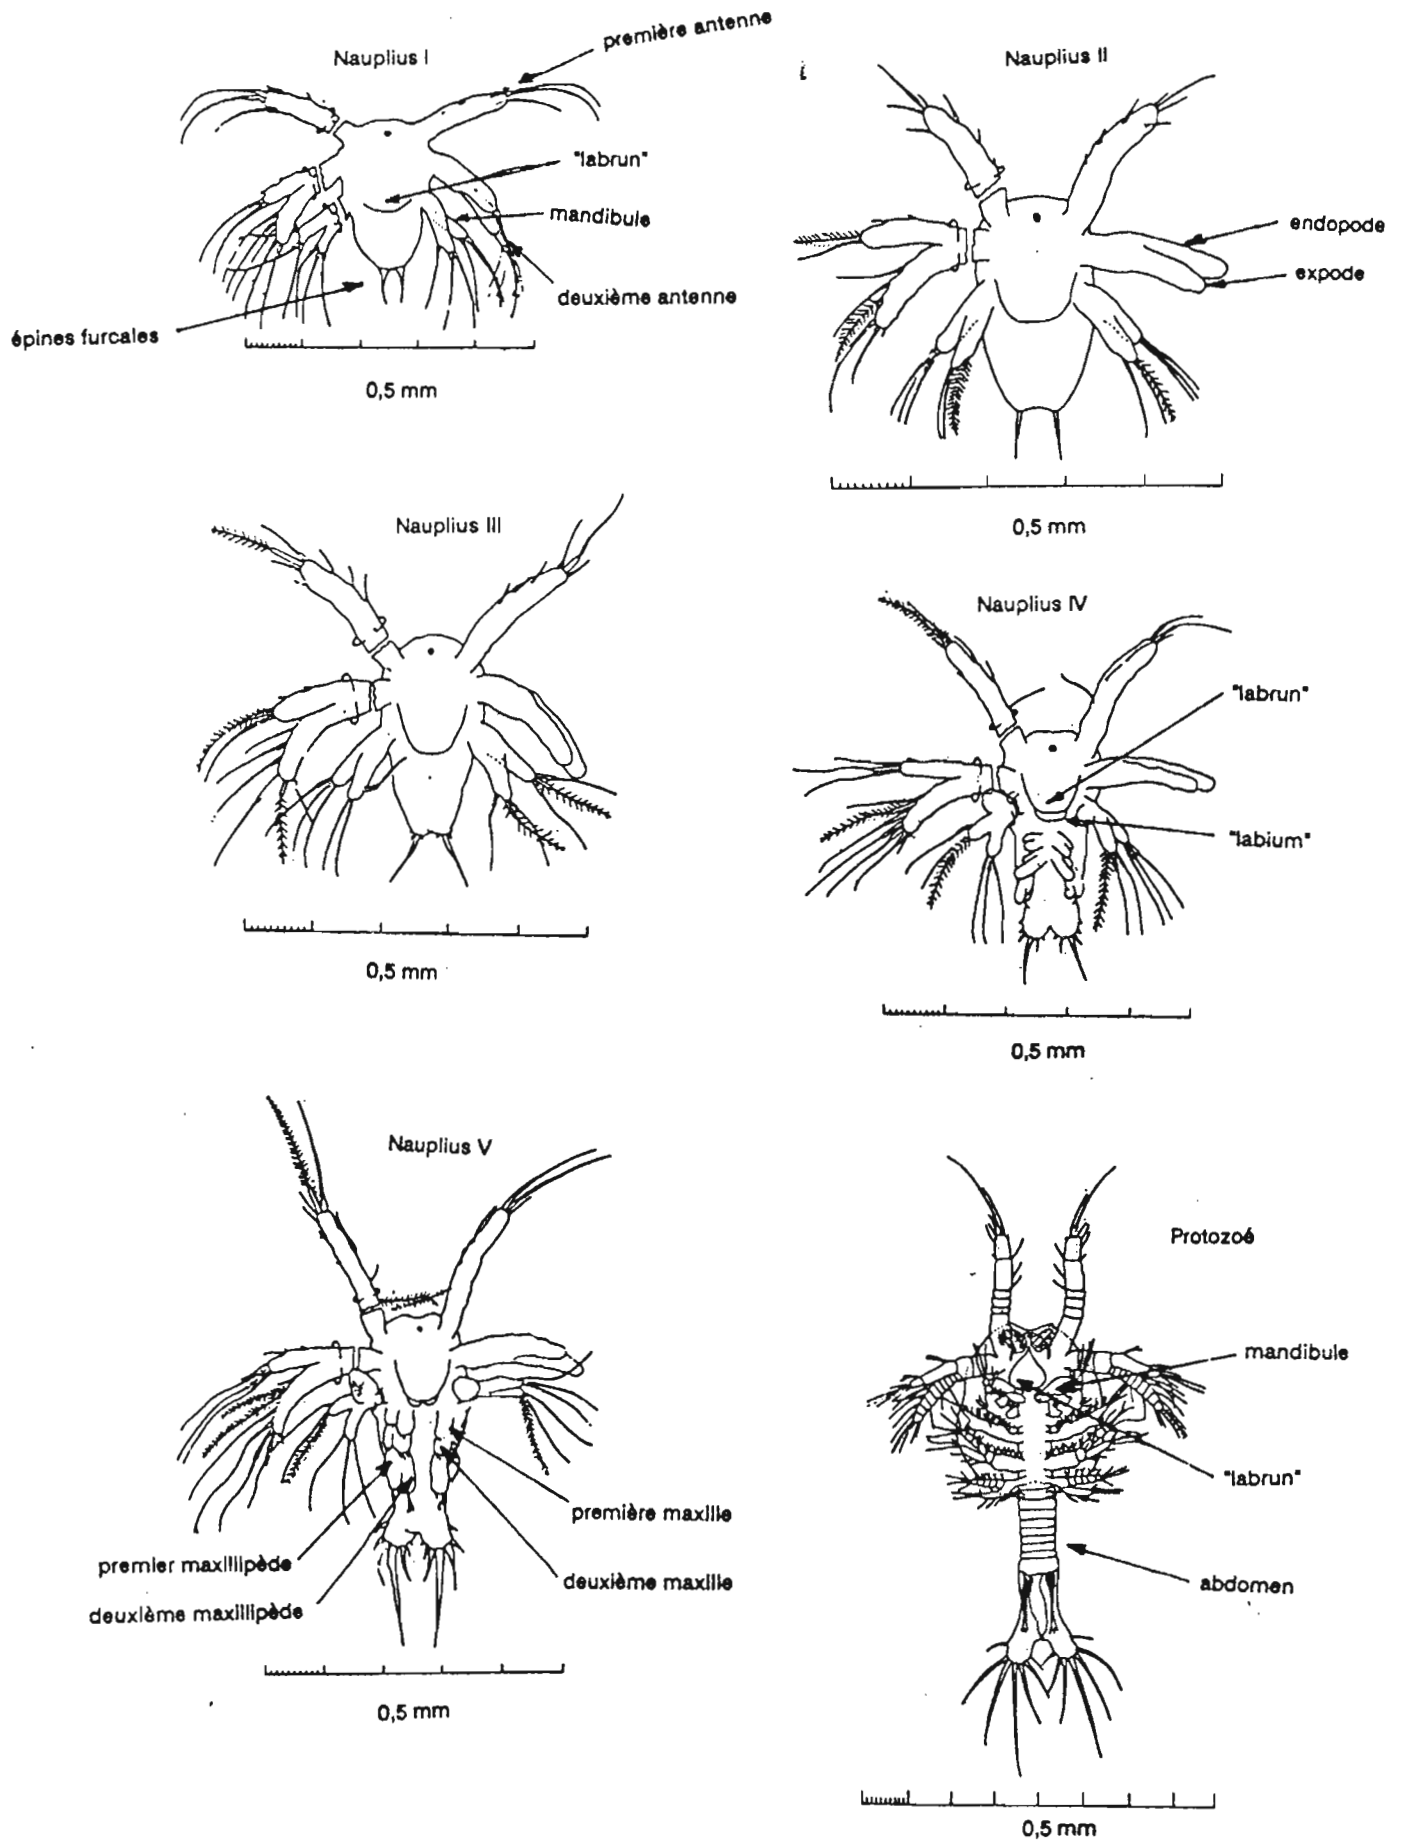 première antenne
Nauplius I
"labrun"
mandibule
deuxième antenne
épines furcales
0,5 mm
Nauplius II
endopode
expode
0,5 mm
Nauplius III
0,5 mm
Nauplius IV
"labrun"
"labium"
0,5 mm
Nauplius V
première maxille
premier maxillipède
deuxième maxille
deuxième maxillipède
0,5 mm
Protozoé
mandibule
"labrun"
abdomen
0,5 mm